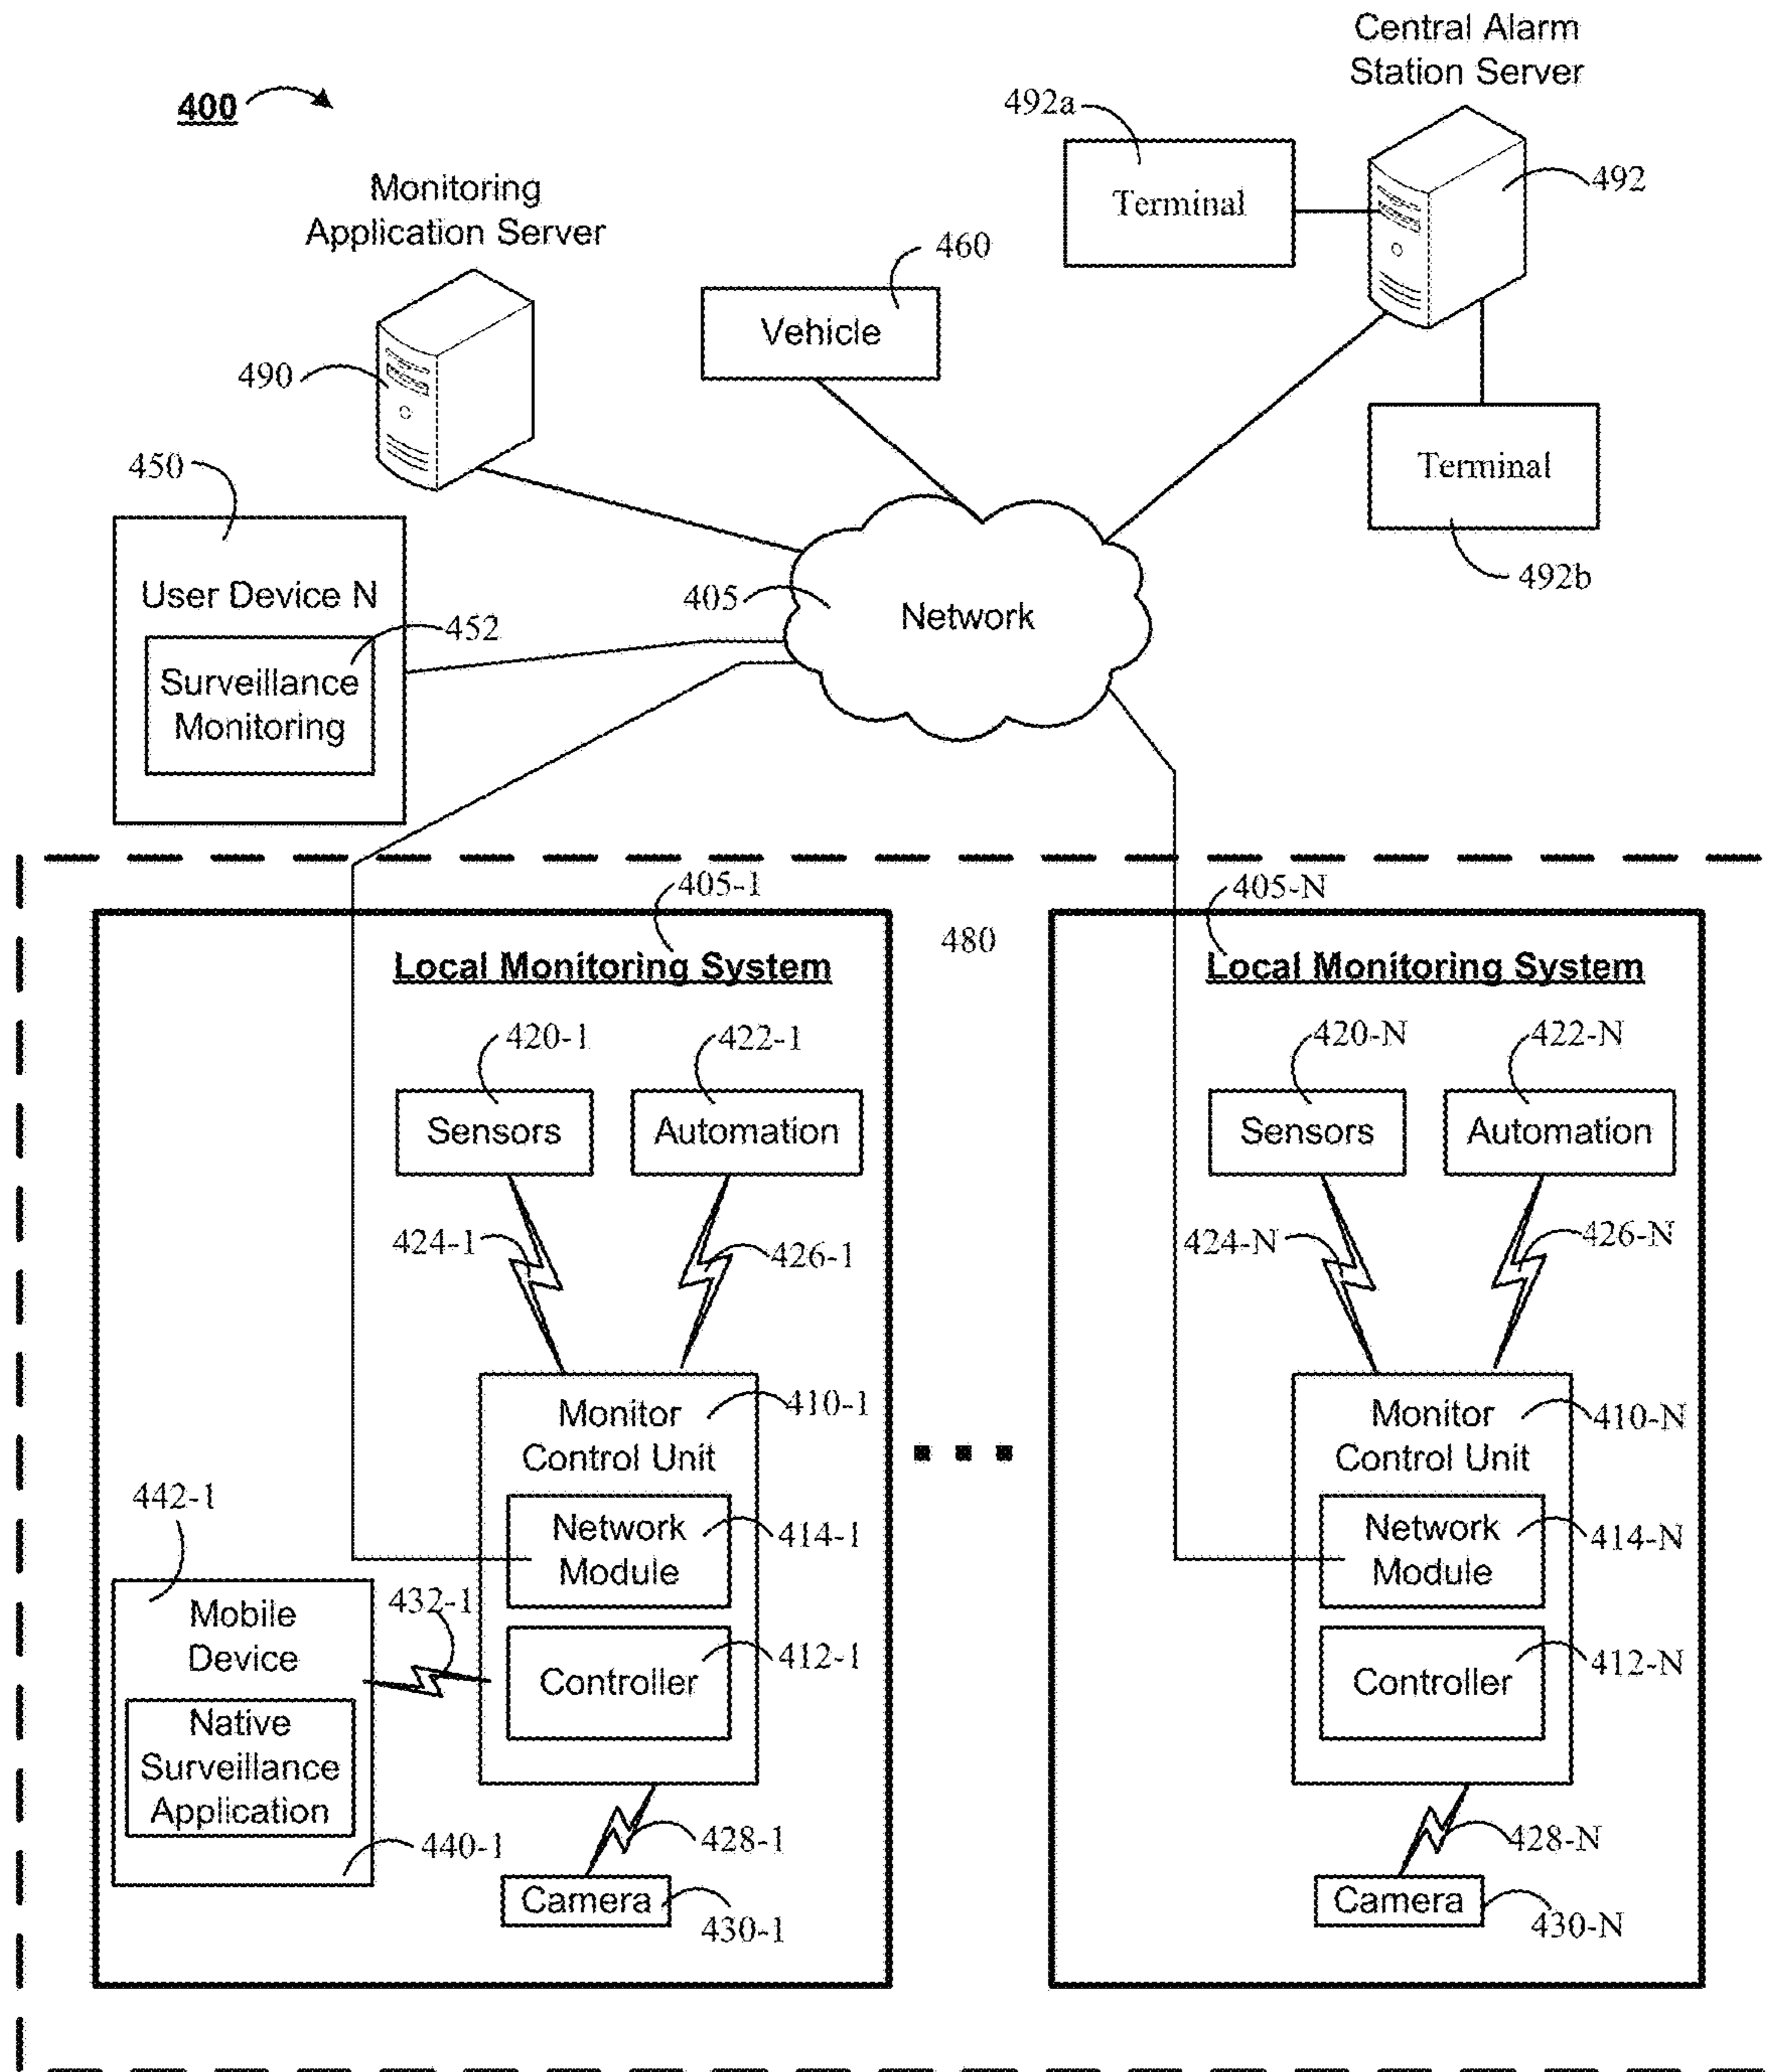 Central Alarm
Station Server
400
492a
Terminal
492
Monitoring
Application Server
460
Vehicle
490
Terminal
492b
450
User Device N
452
Surveillance
Monitoring
405
Network
405-1
405-N
480
Local Monitoring System
Local Monitoring System
420-1
422-1
420-N
422-N
Sensors
Automation
Sensors
Automation
424-1
426-1
424-N
426-N
Monitor
Control Unit
410-1
Monitor
Control Unit
410-N
442-1
Network
Module
414-1
Network
Module
414-N
Mobile
Device
432-1
Controller
412-1
Controller
412-N
Native
Surveillance
Application
440-1
428-1
428-N
Camera
430-1
Camera
430-N